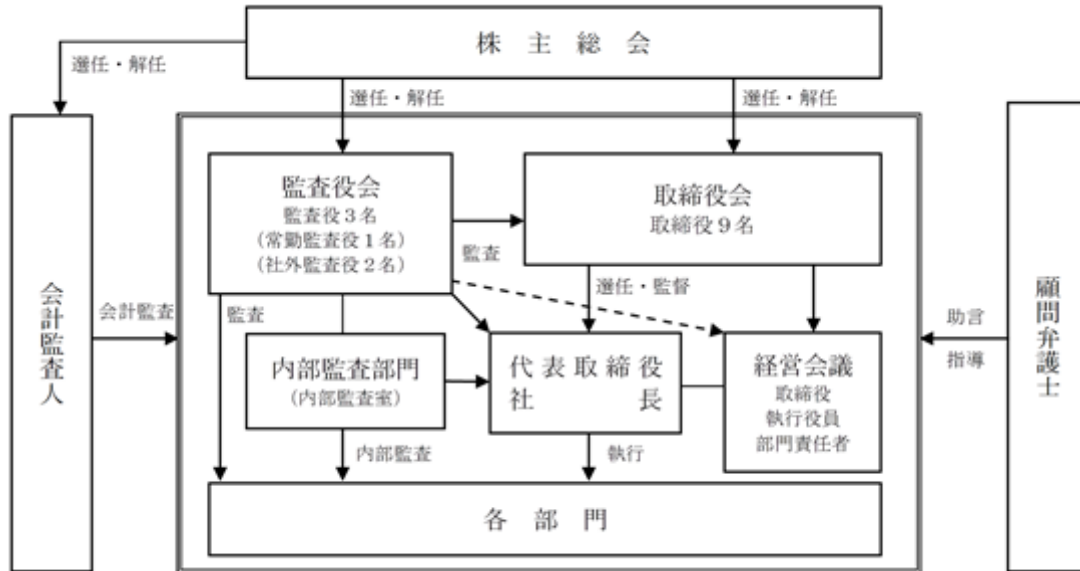 株主総会
選任・解任
選任・解任
選任・解任
監査役会
監査役3名
(常勤監査役1名)
(社外監査役2名)
取締役会
取締役9名
監査
選任・監督
監査
会計監査人
会計監査
内部監査部門
(内部監査室)
代表取締役
社長
経営会議
取締役
執行役員
部門責任者
助言
指導
顧問弁護士
内部監査
執行
各部門